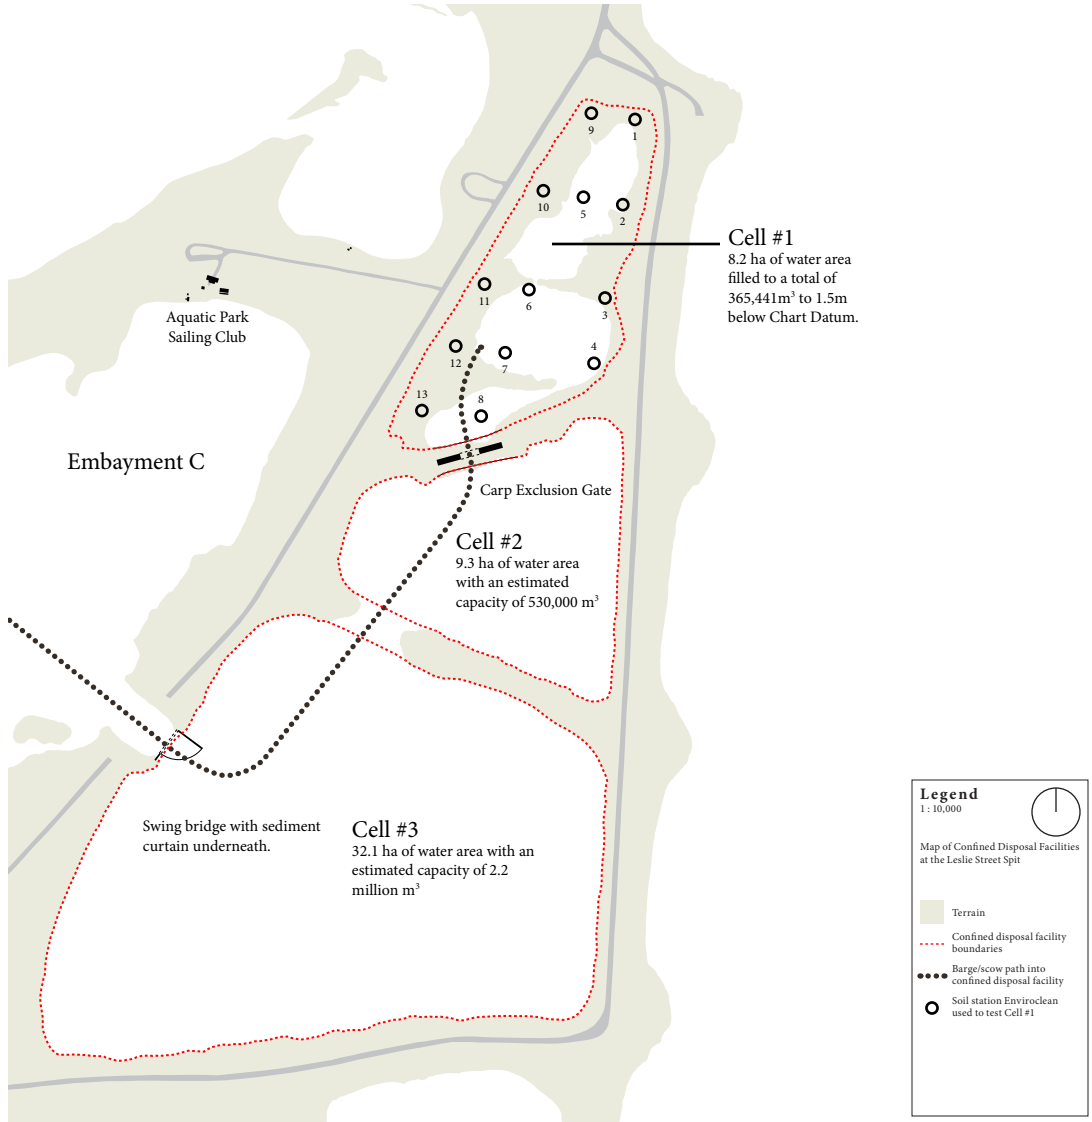 9
1
10
5
2
Cell #1
8.2 ha of water area
filled to a total of
365,441m³ to 1.5m
below Chart Datum.
11
6
3
Aquatic Park
Sailing Club
12
7
4
13
8
Embayment C
Carp Exclusion Gate
Cell #2
9.3 ha of water area
with an estimated
capacity of 530,000 m³
Swing bridge with sediment
curtain underneath.
Cell #3
32.1 ha of water area with an
estimated capacity of 2.2
million m³
Legend
1 : 10,000
Map of Confined Disposal Facilities
at the Leslie Street Spit
Terrain
Confined disposal facility
boundaries
Barge/scow path into
confined disposal facility
Soil station Enviroclean
used to test Cell #1